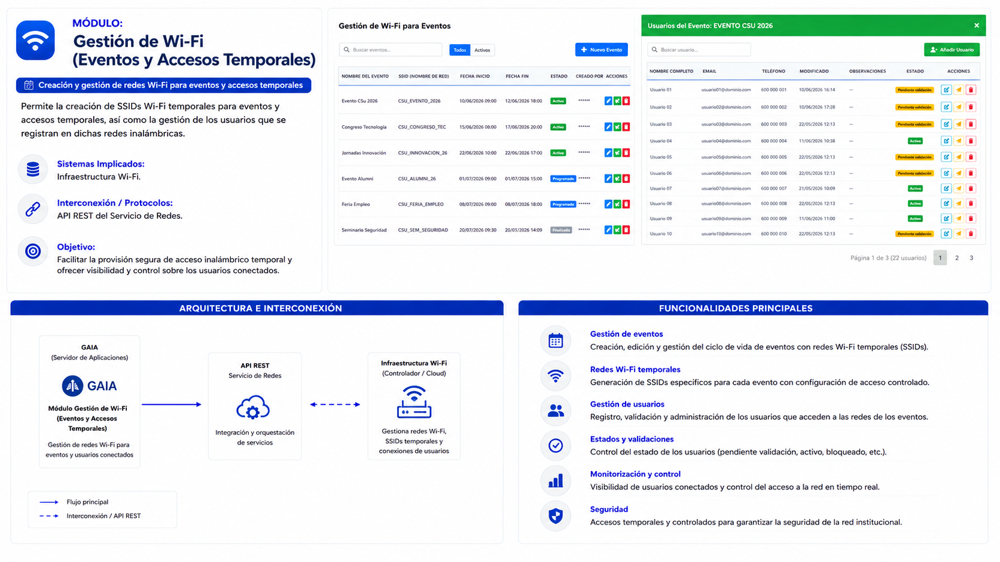 MÓDULO:
Gestión de Wi-Fi
(Eventos y Accesos Temporales)
Creación y gestión de redes Wi-Fi para eventos y accesos temporales
Permite la creación de SSIDs Wi-Fi temporales para eventos y
accesos temporales, así como la gestión de los usuarios que se
registran en dichas redes inalámbricas.
Sistemas Implicados:
Infraestructura Wi-Fi.
Interconexión / Protocolos:
API REST del Servicio de Redes.
Objetivo:
Facilitar la provisión segura de acceso inalámbrico temporal y
ofrecer visibilidad y control sobre los usuarios conectados.
Gestión de Wi-Fi para Eventos
Buscar eventos... Todos Activos + Nuevo Evento
NOMBRE DEL EVENTO SSID (NOMBRE DE RED) FECHA INICIO FECHA FIN ESTADO CREADO POR ACCIONES
Evento CSu 2026 CSU_EVENTO_2026 10/06/2026 09:00 12/06/2026 18:00 Activo ******
Congreso Tecnología CSU_CONGRESO_TEC 15/06/2026 08:00 17/06/2026 20:00 Activo ******
Jornadas Innovación CSU_INNOVACION_26 22/06/2026 10:00 22/06/2026 17:00 Activo ******
Evento Alumni CSU_ALUMNI_26 01/07/2026 09:00 01/07/2026 15:00 Programado ******
Feria Empleo CSU_FERIA_EMPLEO 08/07/2026 09:00 08/07/2026 18:00 Programado ******
Seminario Seguridad CSU_SEM_SEGURIDAD 20/07/2026 09:30 20/05/2026 14:09 Finalizado ******
Usuarios del Evento: EVENTO CSU 2026 ×
Buscar usuario... Añadir Usuario
NOMBRE COMPLETO EMAIL TELÉFONO MODIFICADO OBSERVACIONES ESTADO ACCIONES
Usuario 01 usuario01@dominio.com 600 000 001 10/06/2026 16:14 — Pendiente validación
Usuario 02 usuario02@dominio.com 600 000 002 10/06/2026 17:28 — Pendiente validación
Usuario 03 usuario03@dominio.com 600 000 003 22/05/2026 12:13 — Pendiente validación
Usuario 04 usuario04@dominio.com 600 000 004 11/06/2026 10:38 — Activo
Usuario 05 usuario05@dominio.com 600 000 005 22/05/2026 12:13 — Pendiente validación
Usuario 06 usuario06@dominio.com 600 000 006 22/05/2026 12:13 — Pendiente validación
Usuario 07 usuario07@dominio.com 600 000 007 21/05/2026 10:09 — Activo
Usuario 08 usuario08@dominio.com 600 000 008 22/05/2026 12:13 — Activo
Usuario 09 usuario09@dominio.com 600 000 009 11/06/2026 11:00 — Activo
Usuario 10 usuario10@dominio.com 600 000 010 22/05/2026 12:13 — Pendiente validación
Página 1 de 3 (22 usuarios) 1 2 3
ARQUITECTURA E INTERCONEXIÓN
GAIA
(Servidor de Aplicaciones)
GAIA
Módulo Gestión de Wi-Fi
(Eventos y Accesos
Temporales)
Gestión de redes Wi-Fi para
eventos y usuarios conectados
API REST
Servicio de Redes
Integración y orquestación
de servicios
Infraestructura Wi-Fi
(Controlador / Cloud)
Gestiona redes Wi-Fi,
SSIDs temporales y
conexiones de usuarios
Flujo principal
Interconexión / API REST
FUNCIONALIDADES PRINCIPALES
Gestión de eventos
Creación, edición y gestión del ciclo de vida de eventos con redes Wi-Fi temporales (SSIDs).
Redes Wi-Fi temporales
Generación de SSIDs específicos para cada evento con configuración de acceso controlado.
Gestión de usuarios
Registro, validación y administración de los usuarios que acceden a las redes de los eventos.
Estados y validaciones
Control del estado de los usuarios (pendiente validación, activo, bloqueado, etc.).
Monitorización y control
Visibilidad de usuarios conectados y control del acceso a la red en tiempo real.
Seguridad
Accesos temporales y controlados para garantizar la seguridad de la red institucional.